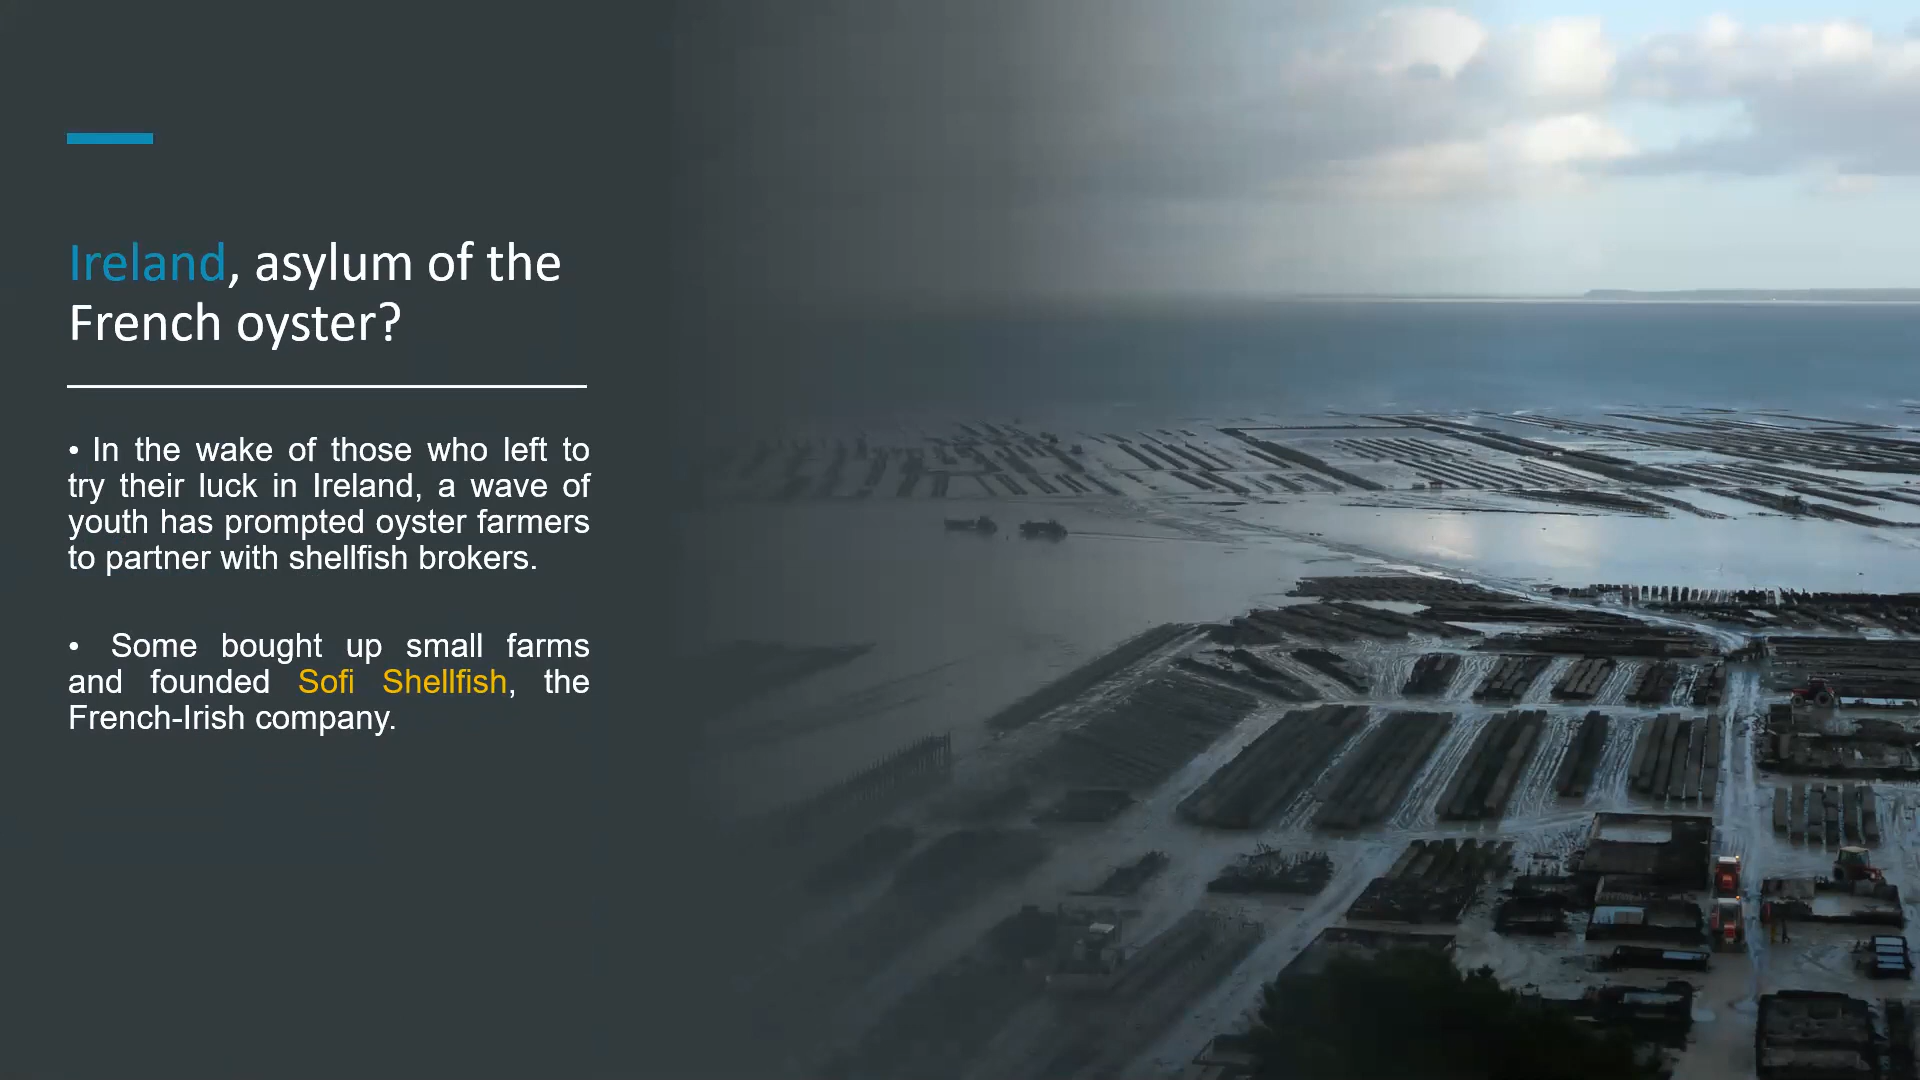 Ireland, asylum of the
French oyster?
• In the wake of those who left to
try their luck in Ireland, a wave of
youth has prompted oyster farmers
to partner with shellfish brokers.
• Some bought up small farms
and founded Sofi Shellfish, the
French-Irish company.